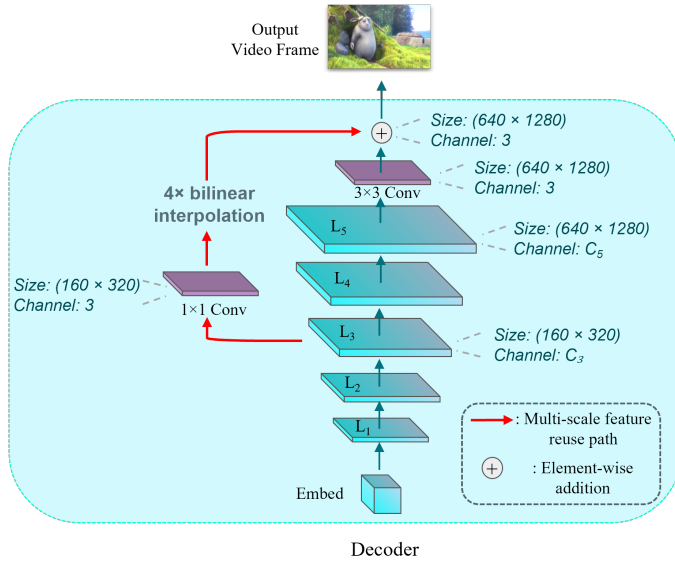 Output
Video Frame
+
Size: (640 × 1280)
Channel: 3
Size: (640 × 1280)
Channel: 3
3×3 Conv
4× bilinear
interpolation
L5
Size: (640 × 1280)
Channel: C5
L4
Size: (160 × 320)
Channel: 3
1×1 Conv
L3
Size: (160 × 320)
Channel: C3
L2
L1
Embed
: Multi-scale feature
reuse path
+
: Element-wise
addition
Decoder